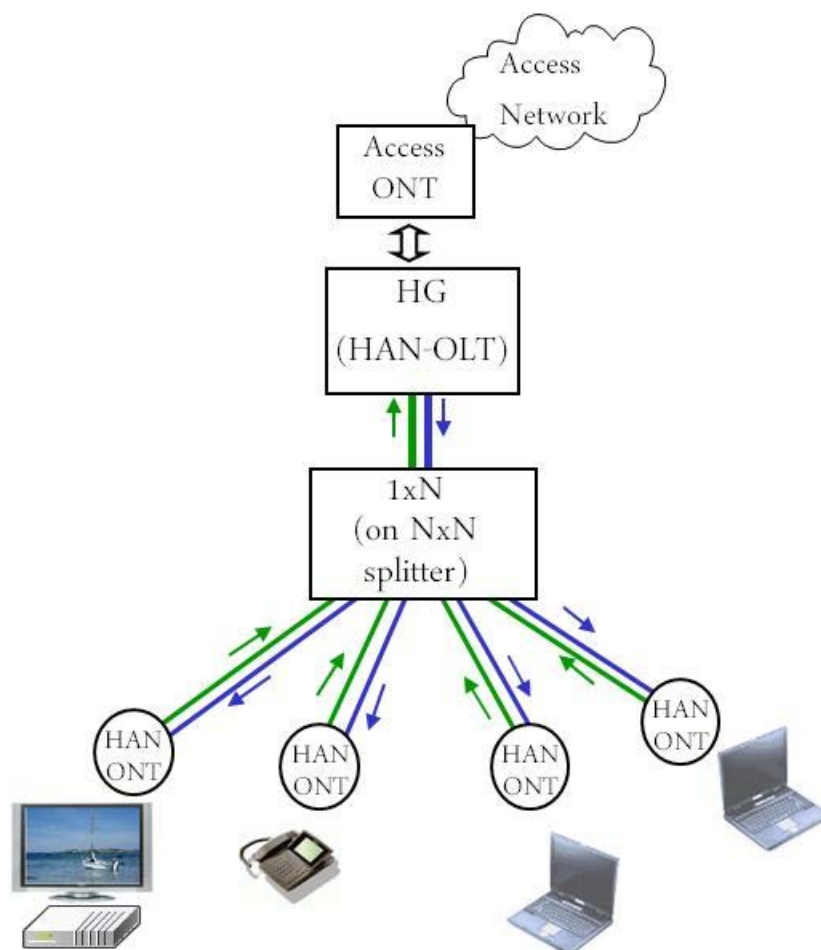 Access
Network
Access
ONT
HG
(HAN-OLT)
1xN
(on NxN
splitter)
HAN
ONT
HAN
ONT
HAN
ONT
HAN
ONT